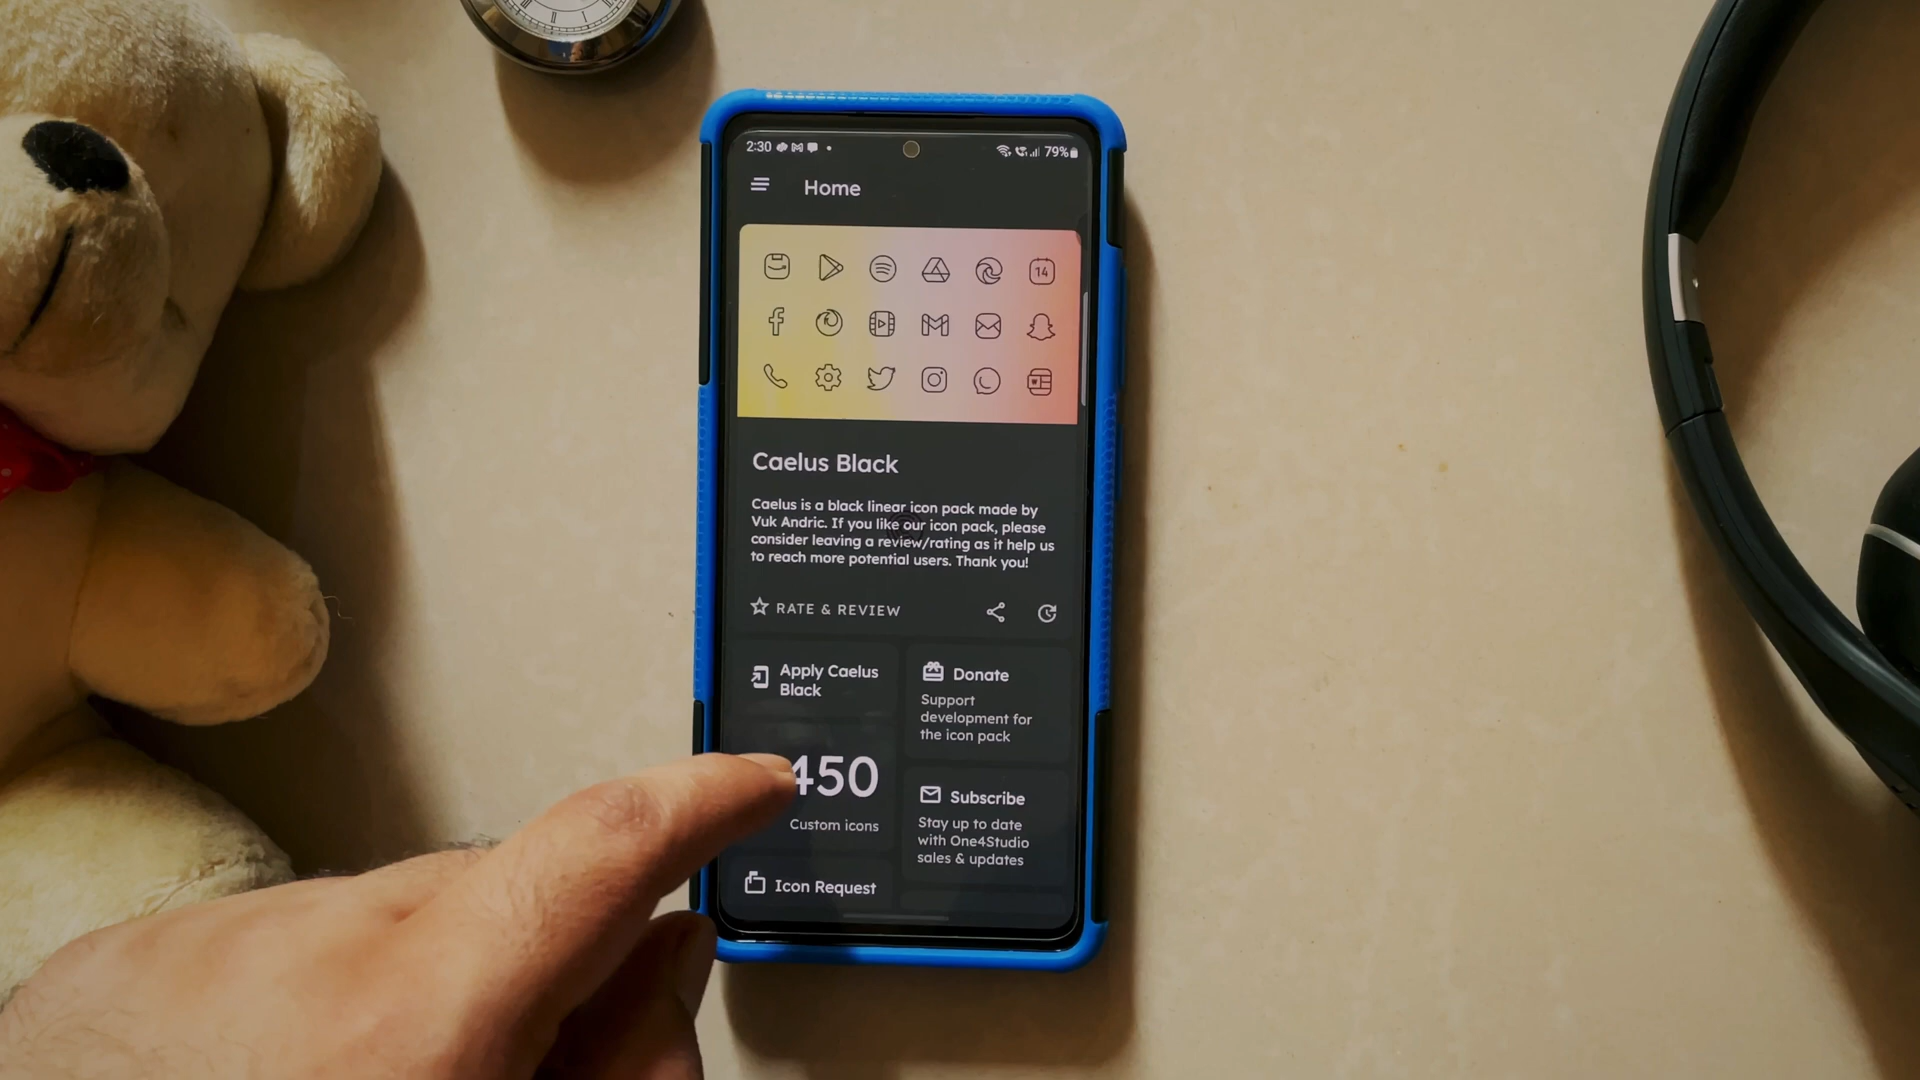 2:30
79%
Home
14
Caelus Black
Caelus is a black linear icon pack made by
Vuk Andric. If you like our icon pack, please
consider leaving a review/rating as it help us
to reach more potential users. Thank you!
RATE & REVIEW
Apply Caelus
Black
Donate
Support
development for
the icon pack
450
Custom icons
Subscribe
Stay up to date
with One4Studio
sales & updates
Icon Request